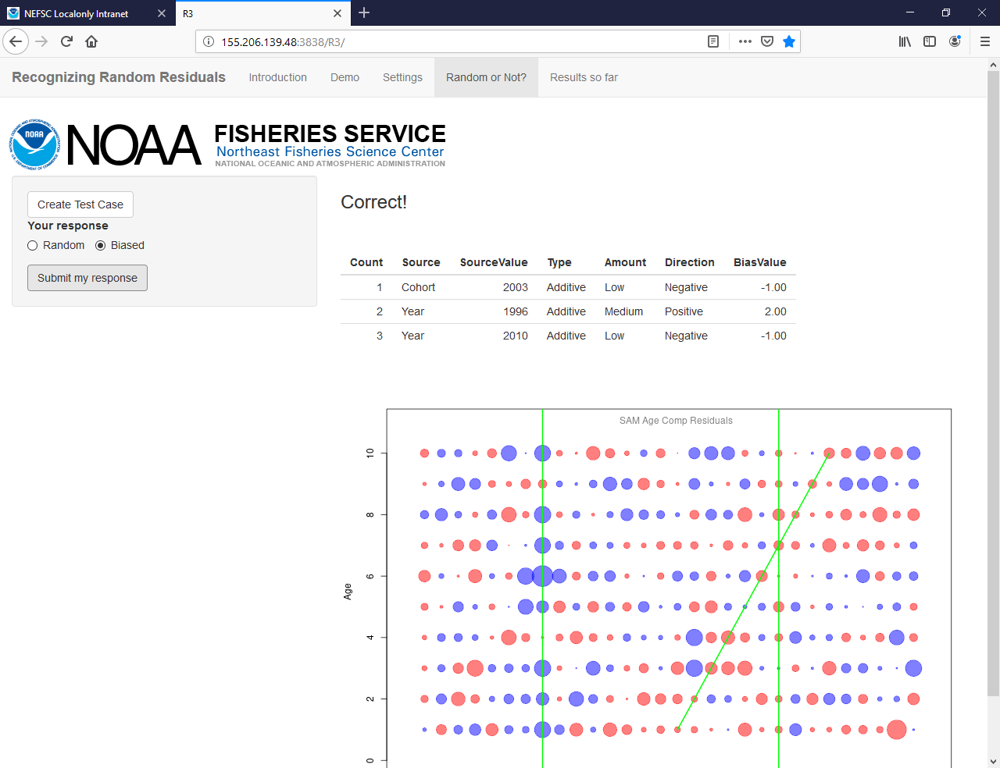 NEFSC Localonly Intranet
R3
155.206.139.48:3838/R3/
Recognizing Random Residuals
Introduction
Demo
Settings
Random or Not?
Results so far
NOAA
NOAA
FISHERIES SERVICE
Northeast Fisheries Science Center
NATIONAL OCEANIC AND ATMOSPHERIC ADMINISTRATION
Create Test Case
Your response
Random Biased
Submit my response
Correct!
Count Source SourceValue Type Amount Direction BiasValue
1 Cohort 2003 Additive Low Negative -1.00
2 Year 1996 Additive Medium Positive 2.00
3 Year 2010 Additive Low Negative -1.00
SAM Age Comp Residuals
10
8
6
Age
4
2
0